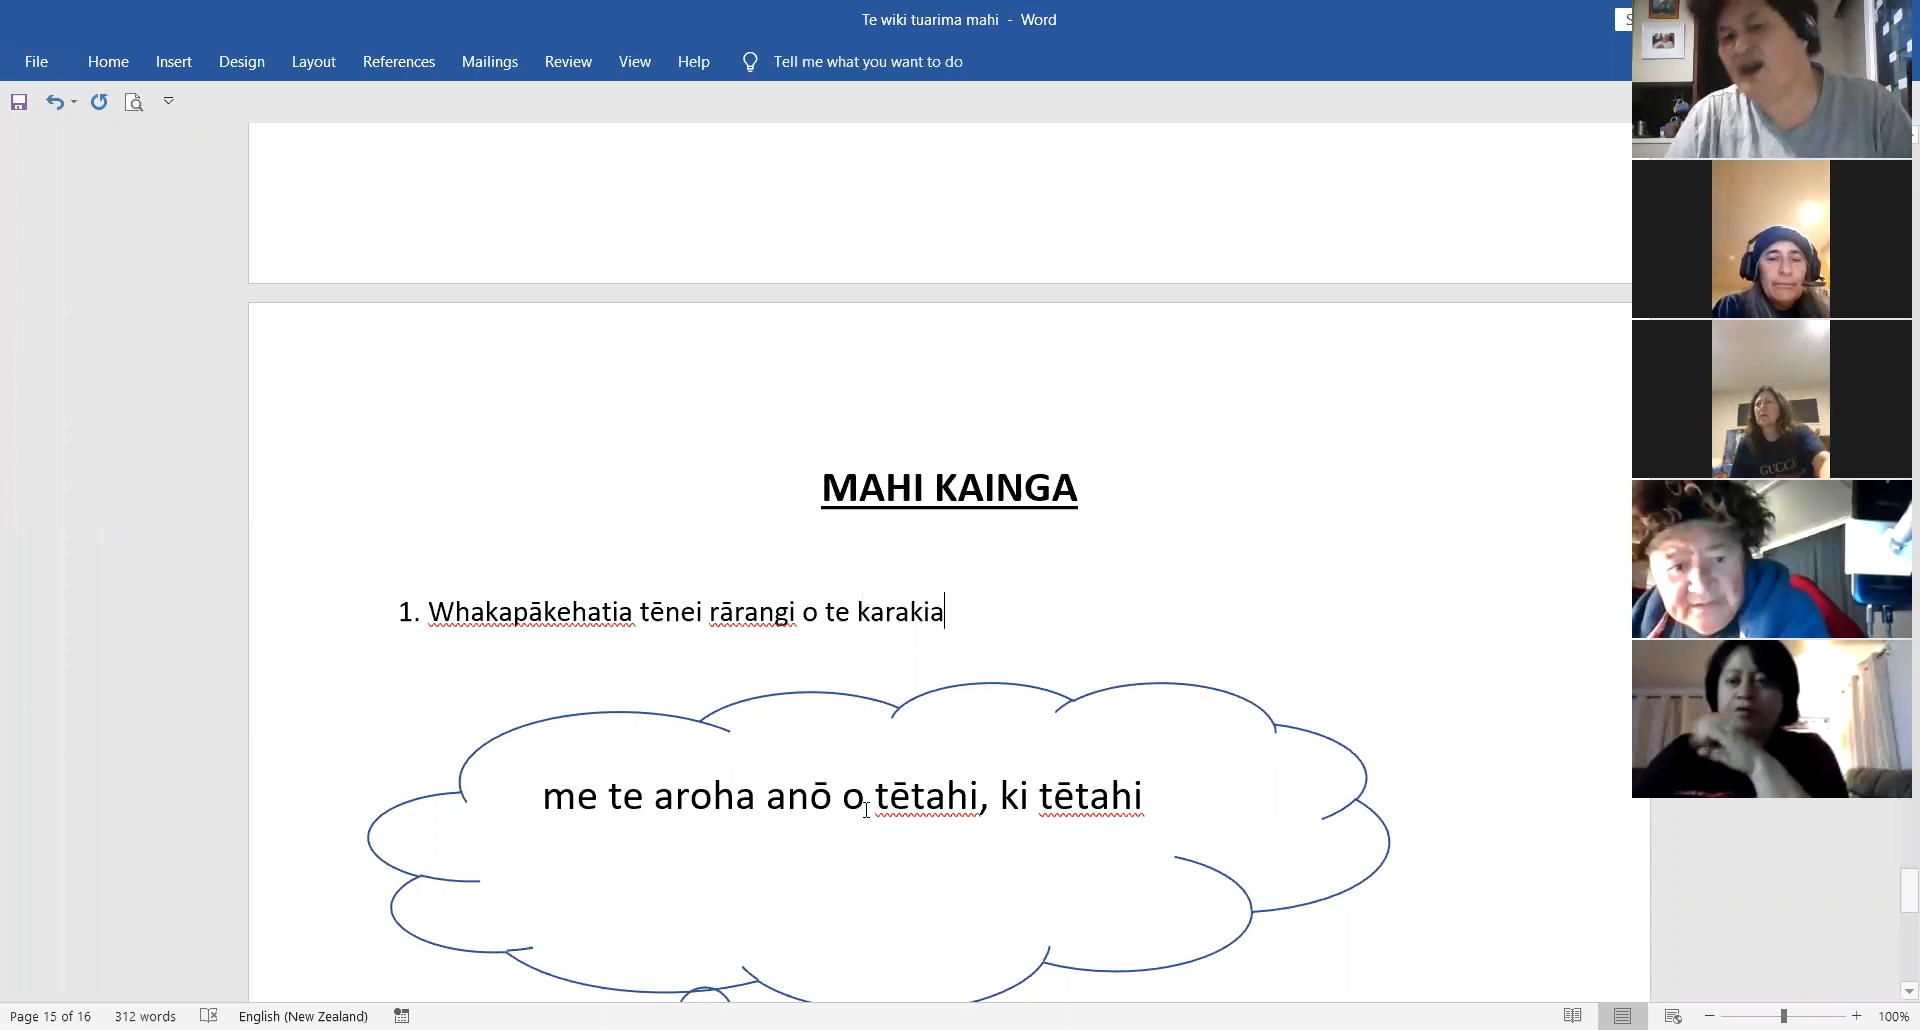 Te wiki tuarima mahi - Word
File Home Insert Design Layout References Mailings Review View Help Tell me what you want to do
MAHI KAINGA
1. Whakapākehatia tēnei rārangi o te karakia
me te aroha anō o tētahi, ki tētahi
GUCCI
Page 15 of 16 312 words English (New Zealand) 100%